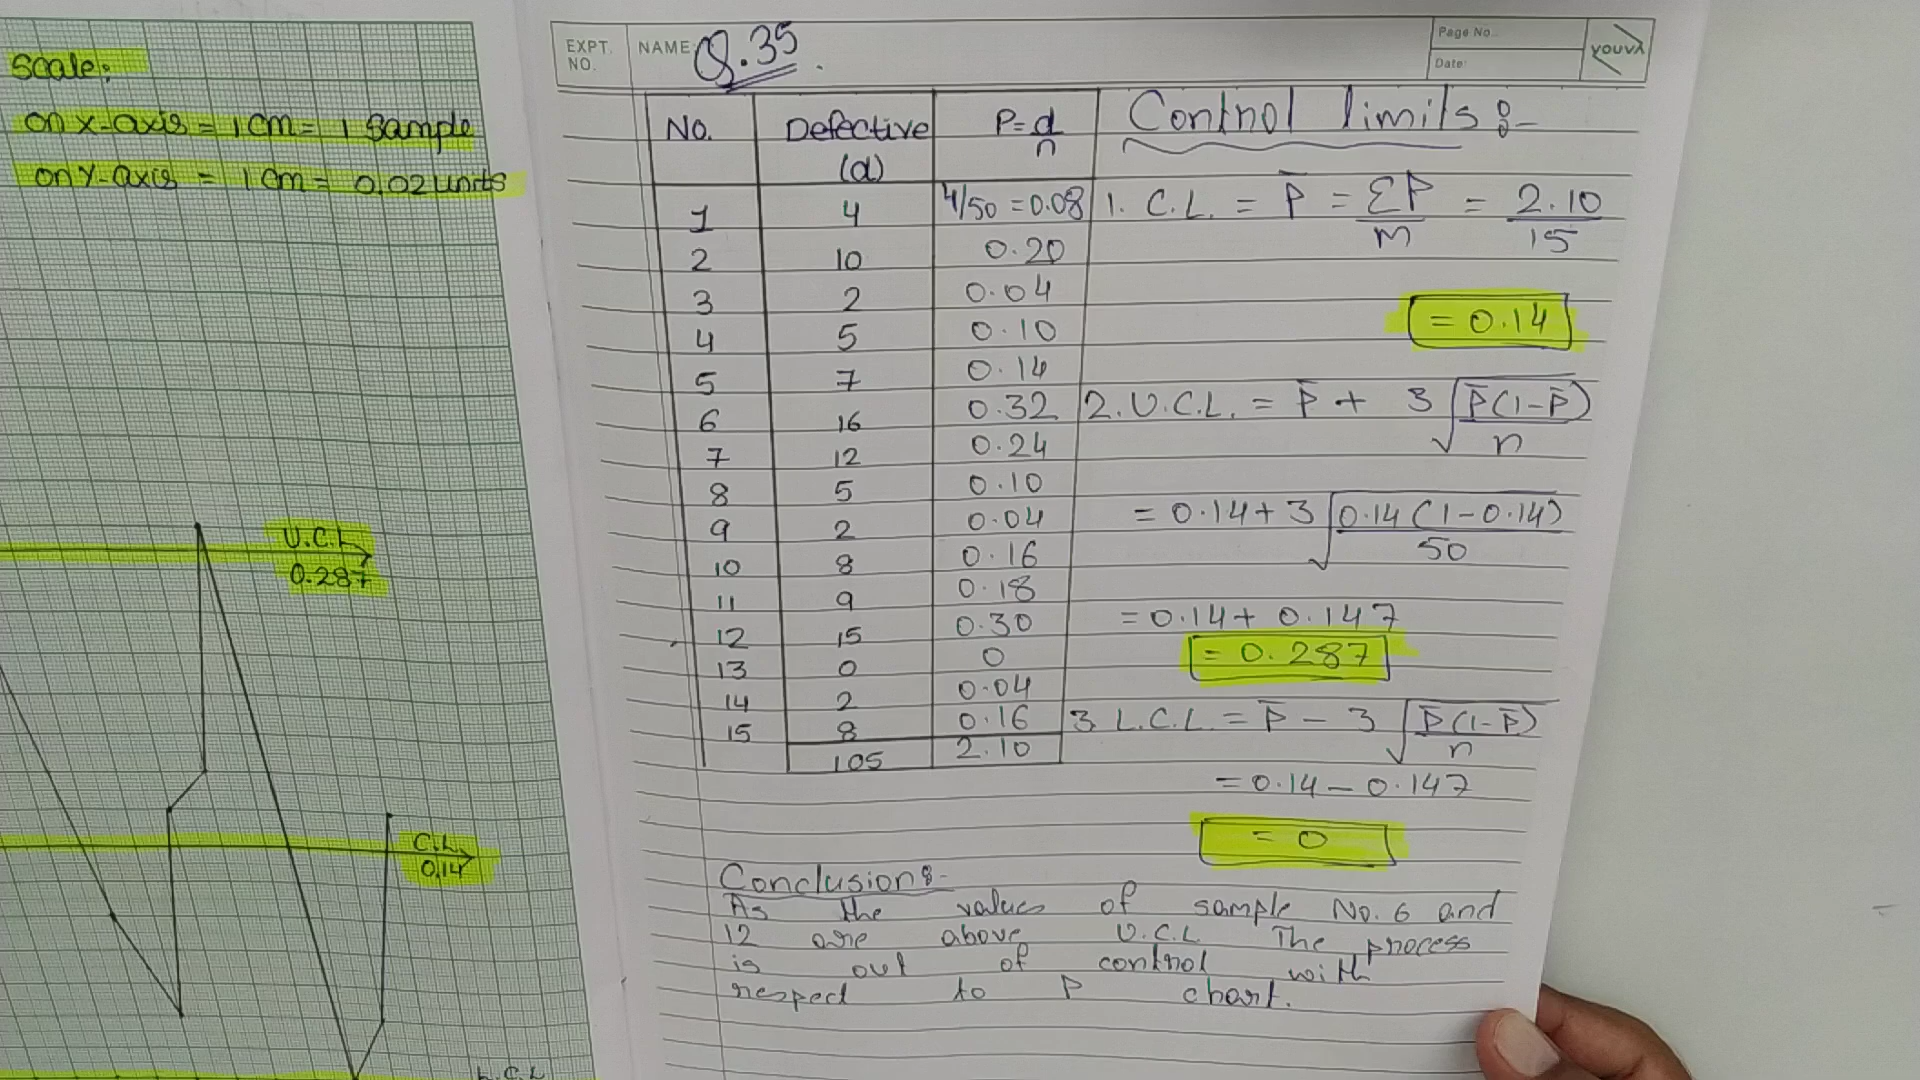 Scale:
on x-axis = 1 cm = 1 sample
on y-axis = 1 cm = 0.02 units
U.C.L
0.287
C.L.
0.14
L.C.L
EXPT. NO.
NAME: Q.35
Page No.
Date:
YOUVA
No. Defective (d) P = d/n
1 4 4/50 = 0.08
2 10 0.20
3 2 0.04
4 5 0.10
5 7 0.14
6 16 0.32
7 12 0.24
8 5 0.10
9 2 0.04
10 8 0.16
11 9 0.18
12 15 0.30
13 0 0
14 2 0.04
15 8 0.16
105 2.10
Control limits :-
1. C.L. = P̄ = ΣP/m = 2.10/15
= 0.14
2. U.C.L. = P̄ + 3 √(P̄(1-P̄)/n)
= 0.14 + 3 √(0.14 (1-0.14)/50)
= 0.14 + 0.147
= 0.287
3. L.C.L. = P̄ - 3 √(P̄(1-P̄)/n)
= 0.14 - 0.147
= 0
Conclusion :-
As the values of sample No. 6 and
12 are above U.C.L. The process
is out of control with
respect to P chart.